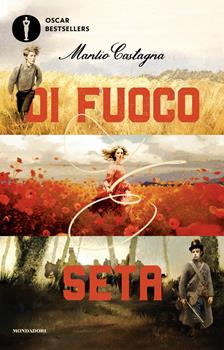 OSCAR
BESTSELLERS
Manlio Castagna
DI FUOCO
E
SETA
MONDADORI